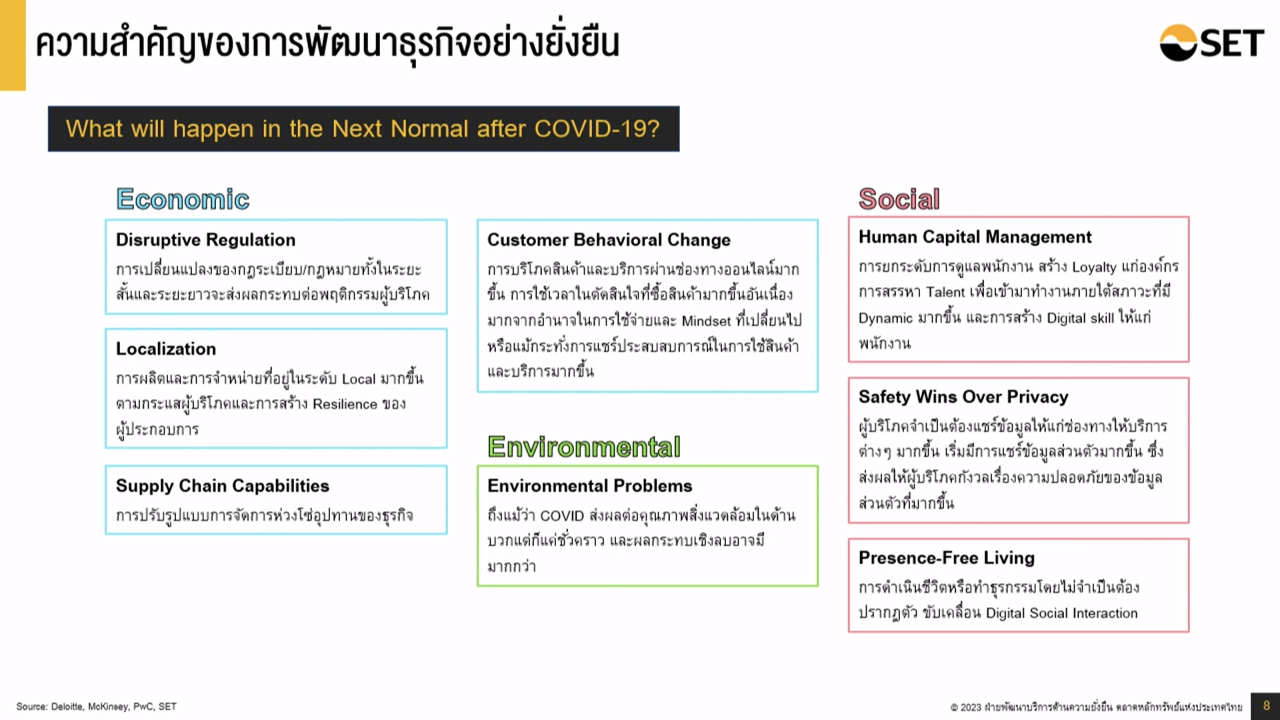 ความสำคัญของการพัฒนาธุรกิจอย่างยั่งยืน
SET
What will happen in the Next Normal after COVID-19?
Economic
Disruptive Regulation
การเปลี่ยนแปลงของกฎระเบียบ/กฎหมายทั้งในระยะ
สั้นและระยะยาวจะส่งผลกระทบต่อพฤติกรรมผู้บริโภค
Localization
การผลิตและการจำหน่ายที่อยู่ในระดับ Local มากขึ้น
ตามกระแสผู้บริโภคและการสร้าง Resilience ของ
ผู้ประกอบการ
Supply Chain Capabilities
การปรับรูปแบบการจัดการห่วงโซ่อุปทานของธุรกิจ
Customer Behavioral Change
การบริโภคสินค้าและบริการผ่านช่องทางออนไลน์มาก
ขึ้น การใช้เวลาในตัดสินใจที่ซื้อสินค้ามากขึ้นอันเนื่อง
มากจากอำนาจในการใช้จ่ายและ Mindset ที่เปลี่ยนไป
หรือแม้กระทั่งการแชร์ประสบสบการณ์ในการใช้สินค้า
และบริการมากขึ้น
Environmental
Environmental Problems
ถึงแม้ว่า COVID ส่งผลต่อคุณภาพสิ่งแวดล้อมในด้าน
บวกแต่ก็แค่ชั่วคราว และผลกระทบเชิงลบอาจมี
มากกว่า
Social
Human Capital Management
การยกระดับการดูแลพนักงาน สร้าง Loyalty แก่องค์กร
การสรรหา Talent เพื่อเข้ามาทำงานภายใต้สภาวะที่มี
Dynamic มากขึ้น และการสร้าง Digital skill ให้แก่
พนักงาน
Safety Wins Over Privacy
ผู้บริโภคจำเป็นต้องแชร์ข้อมูลให้แก่ช่องทางให้บริการ
ต่างๆ มากขึ้น เริ่มมีการแชร์ข้อมูลส่วนตัวมากขึ้น ซึ่ง
ส่งผลให้ผู้บริโภคกังวลเรื่องความปลอดภัยของข้อมูล
ส่วนตัวที่มากขึ้น
Presence-Free Living
การดำเนินชีวิตหรือทำธุรกรรมโดยไม่จำเป็นต้อง
ปรากฎตัว ขับเคลื่อน Digital Social Interaction
Source: Deloitte, McKinsey, PwC, SET
© 2023 ฝ่ายพัฒนาบริการด้านความยั่งยืน ตลาดหลักทรัพย์แห่งประเทศไทย
8